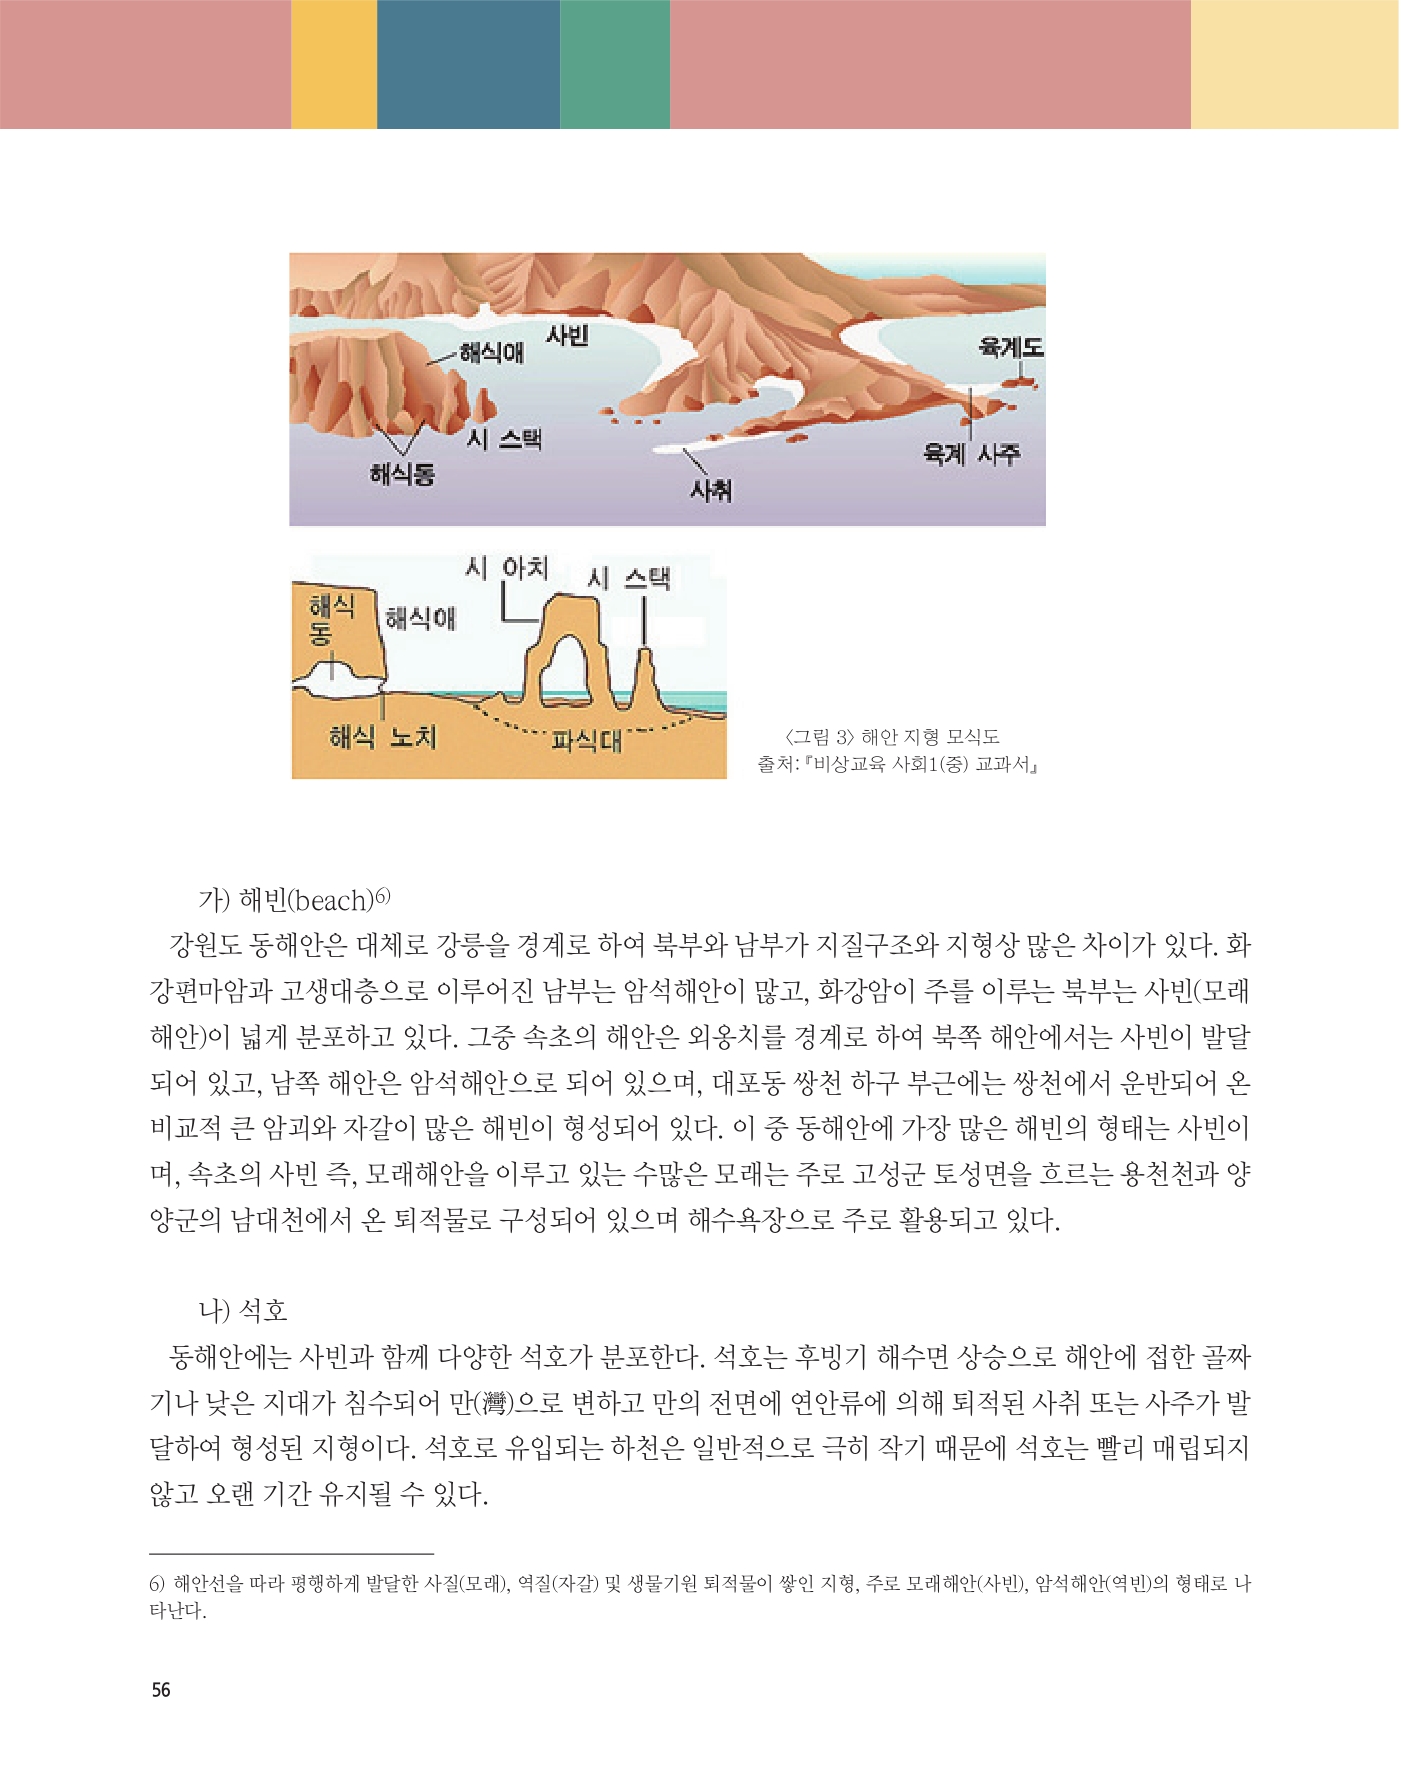 사빈
해식애
육계도
시 스택
육계 사주
해식동
사취
시 아치
시 스택
해식
동
해식애
해식 노치
파식대
〈그림 3〉 해안 지형 모식도
출처:『비상교육 사회1(중) 교과서』
가) 해빈(beach)6)
강원도 동해안은 대체로 강릉을 경계로 하여 북부와 남부가 지질구조와 지형상 많은 차이가 있다. 화
강편마암과 고생대층으로 이루어진 남부는 암석해안이 많고, 화강암이 주를 이루는 북부는 사빈(모래
해안)이 넓게 분포하고 있다. 그중 속초의 해안은 외옹치를 경계로 하여 북쪽 해안에서는 사빈이 발달
되어 있고, 남쪽 해안은 암석해안으로 되어 있으며, 대포동 쌍천 하구 부근에는 쌍천에서 운반되어 온
비교적 큰 암괴와 자갈이 많은 해빈이 형성되어 있다. 이 중 동해안에 가장 많은 해빈의 형태는 사빈이
며, 속초의 사빈 즉, 모래해안을 이루고 있는 수많은 모래는 주로 고성군 토성면을 흐르는 용천천과 양
양군의 남대천에서 온 퇴적물로 구성되어 있으며 해수욕장으로 주로 활용되고 있다.
나) 석호
동해안에는 사빈과 함께 다양한 석호가 분포한다. 석호는 후빙기 해수면 상승으로 해안에 접한 골짜
기나 낮은 지대가 침수되어 만(灣)으로 변하고 만의 전면에 연안류에 의해 퇴적된 사취 또는 사주가 발
달하여 형성된 지형이다. 석호로 유입되는 하천은 일반적으로 극히 작기 때문에 석호는 빨리 매립되지
않고 오랜 기간 유지될 수 있다.
6) 해안선을 따라 평행하게 발달한 사질(모래), 역질(자갈) 및 생물기원 퇴적물이 쌓인 지형, 주로 모래해안(사빈), 암석해안(역빈)의 형태로 나
타난다.
56